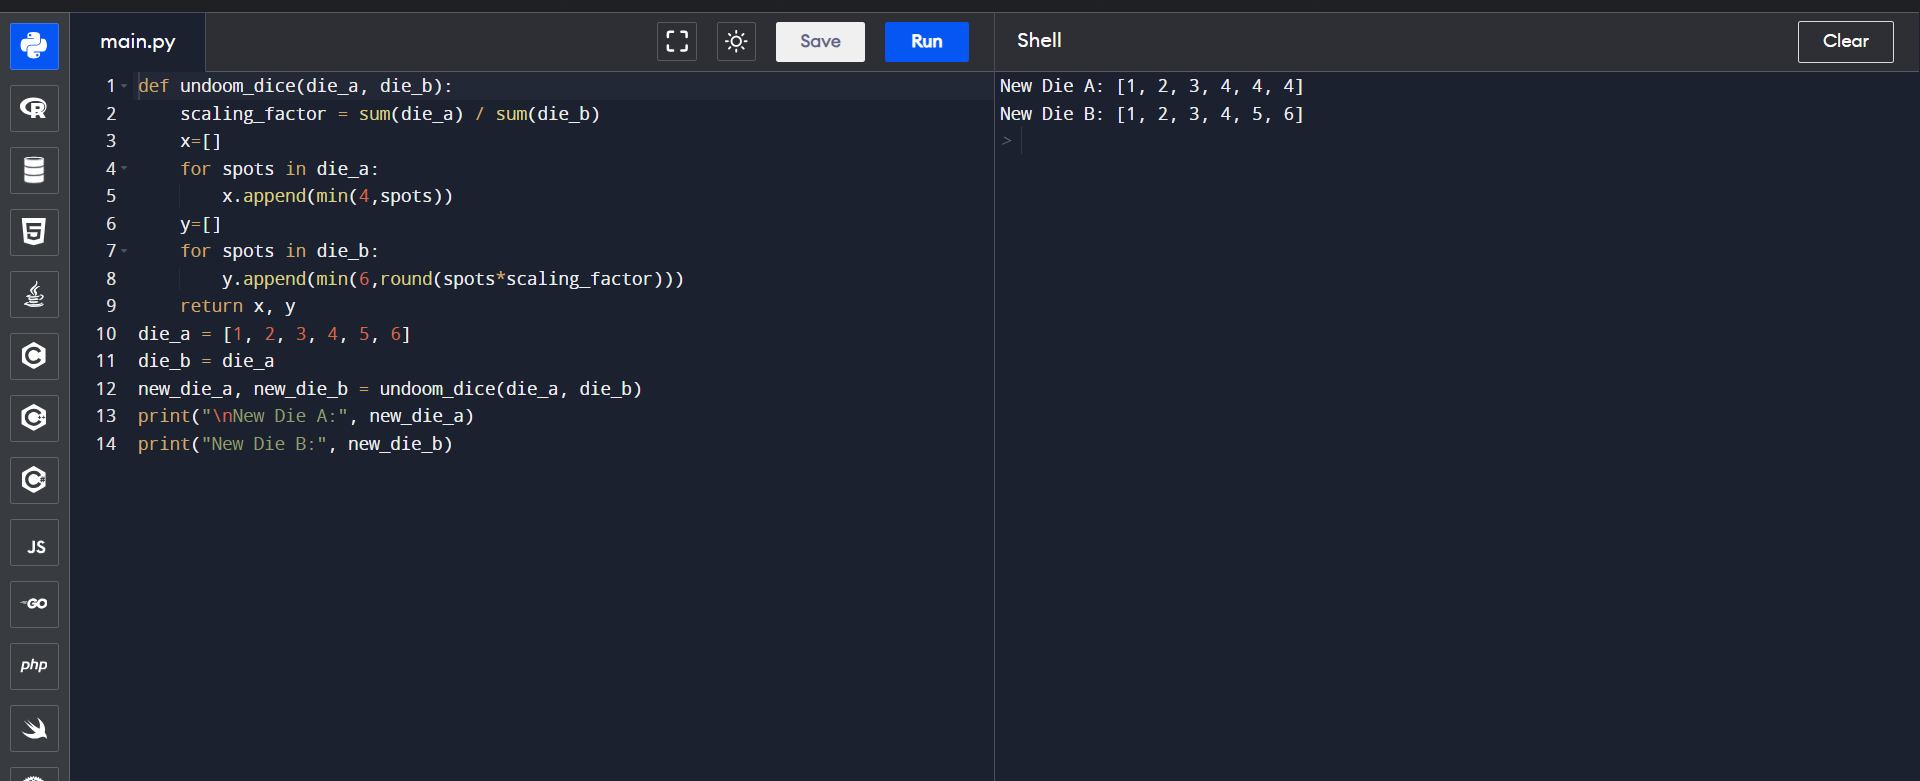 main.py
Save
Run
Shell
Clear
1 def undoom_dice(die_a, die_b):
2     scaling_factor = sum(die_a) / sum(die_b)
3     x=[]
4     for spots in die_a:
5         x.append(min(4,spots))
6     y=[]
7     for spots in die_b:
8         y.append(min(6,round(spots*scaling_factor)))
9     return x, y
10 die_a = [1, 2, 3, 4, 5, 6]
11 die_b = die_a
12 new_die_a, new_die_b = undoom_dice(die_a, die_b)
13 print("\nNew Die A:", new_die_a)
14 print("New Die B:", new_die_b)
New Die A: [1, 2, 3, 4, 4, 4]
New Die B: [1, 2, 3, 4, 5, 6]
>
R
5
C
C++
C#
JS
GO
php